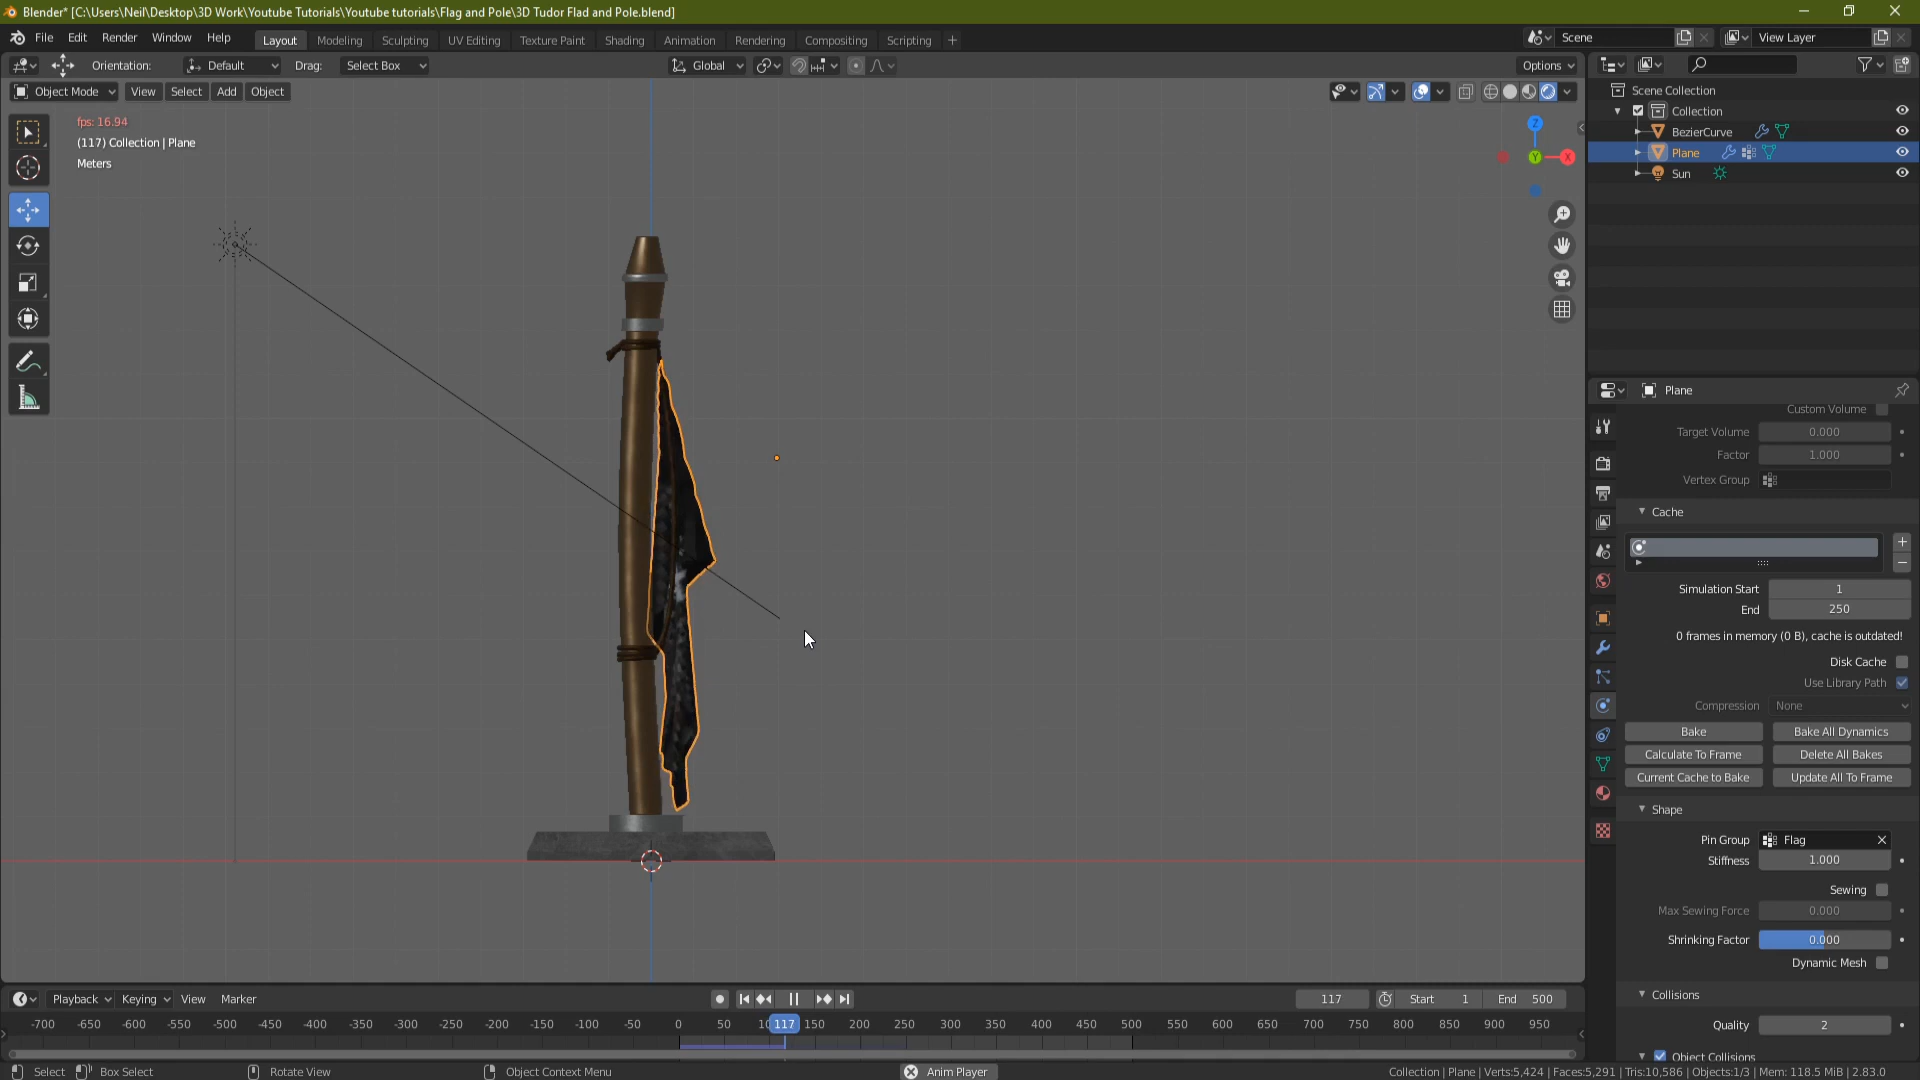 Blender* [C:\Users\Neil\Desktop\3D Work\Youtube Tutorials\Youtube tutorials\Flag and Pole\3D Tudor Flad and Pole.blend]
File Edit Render Window Help Layout Modeling Sculpting UV Editing Texture Paint Shading Animation Rendering Compositing Scripting + Scene View Layer
Orientation: Default Drag: Select Box Global Options
Object Mode View Select Add Object
Scene Collection
Collection
BezierCurve
Plane
Sun
fps: 16.94
(117) Collection | Plane
Meters
Z
Y
X
Plane
Custom Volume
Target Volume 0.000
Factor 1.000
Vertex Group
Cache
Simulation Start 1
End 250
0 frames in memory (0 B), cache is outdated!
Disk Cache
Use Library Path
Compression None
Bake Bake All Dynamics
Calculate To Frame Delete All Bakes
Current Cache to Bake Update All To Frame
Shape
Pin Group Flag
Stiffness 1.000
Sewing
Max Sewing Force 0.000
Shrinking Factor 0.000
Dynamic Mesh
Collisions
Quality 2
Object Collisions
Playback Keying View Marker 117 Start 1 End 500
-700 -650 -600 -550 -500 -450 -400 -350 -300 -250 -200 -150 -100 -50 0 50 117 150 200 250 300 350 400 450 500 550 600 650 700 750 800 850 900 950
Select Box Select Rotate View Object Context Menu Anim Player Collection | Plane | Verts:5,424 | Faces:5,291 | Tris:10,586 | Objects:1/3 | Mem: 118.5 MiB | 2.83.0